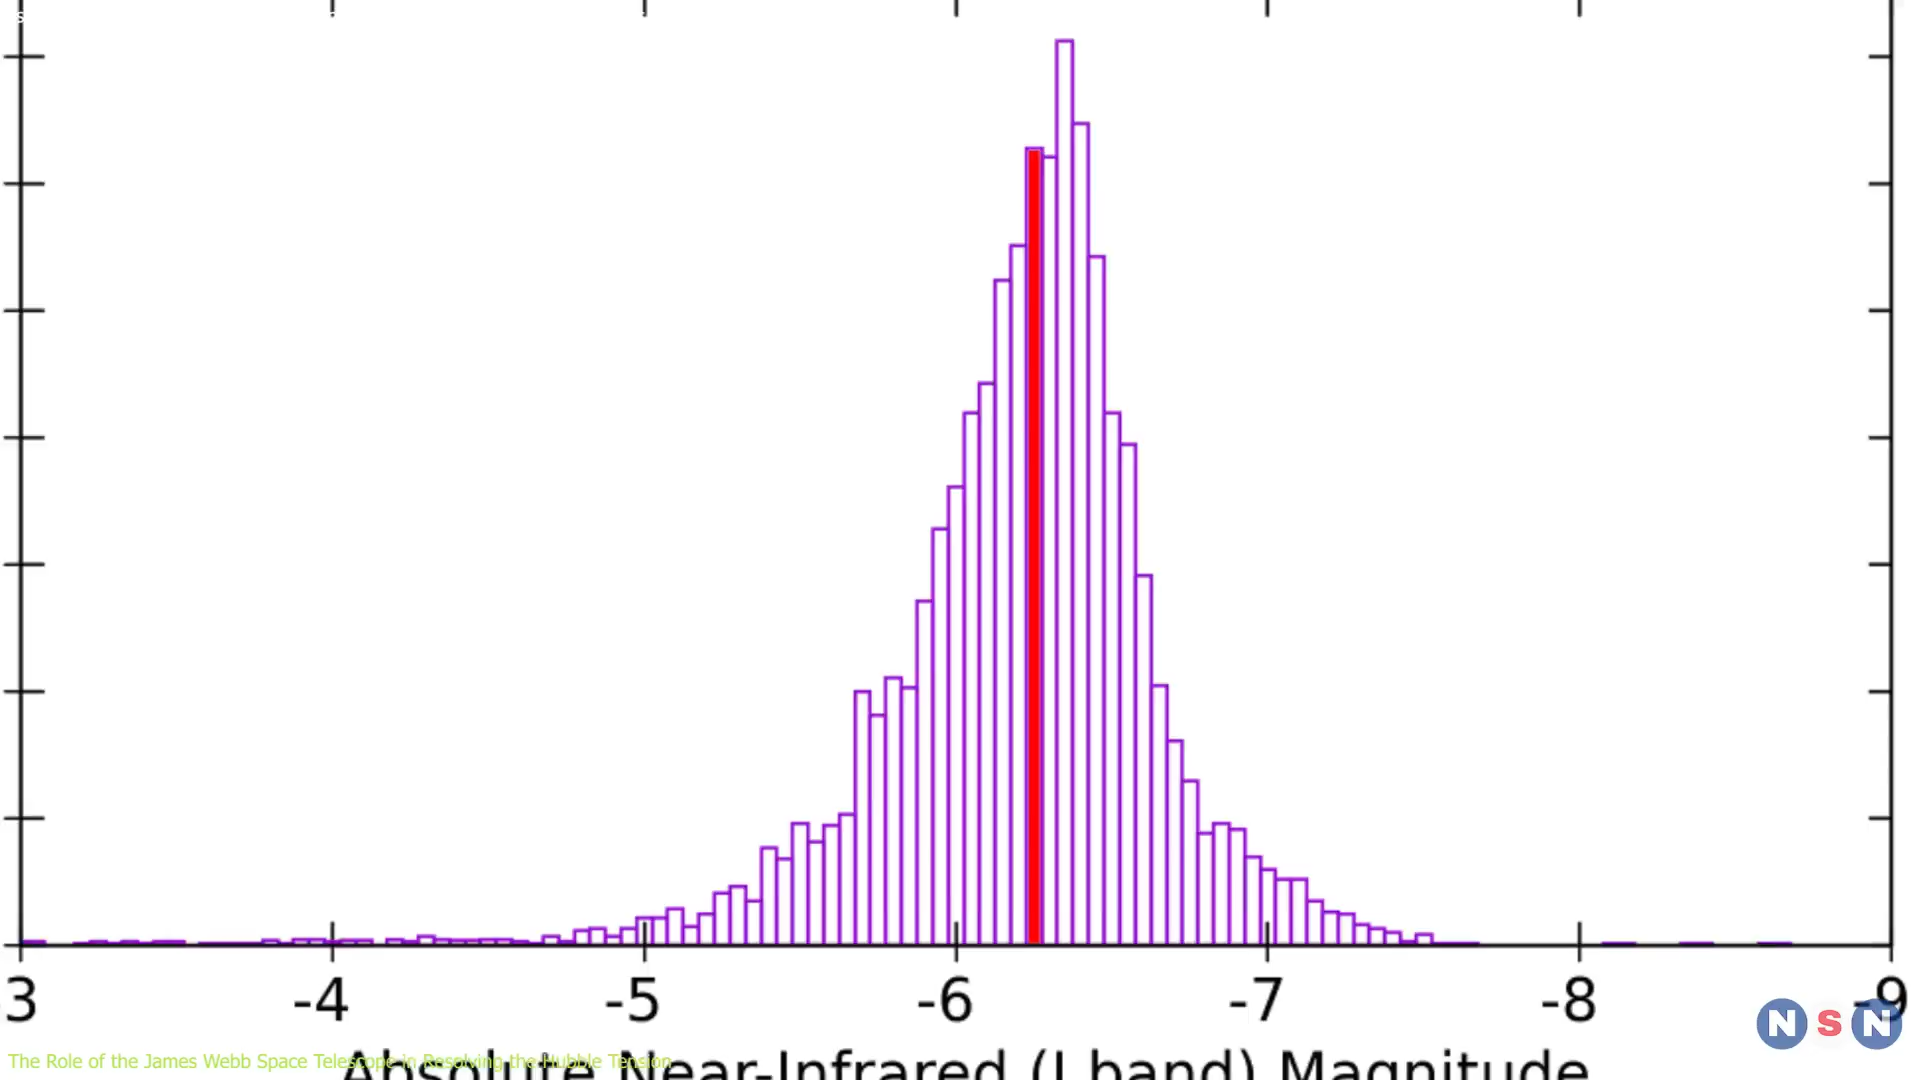 -3 -4 -5 -6 -7 -8 -9
N S N
The Role of the James Webb Space Telescope in Resolving the Hubble Tension
Absolute Near-Infrared (J band) Magnitude